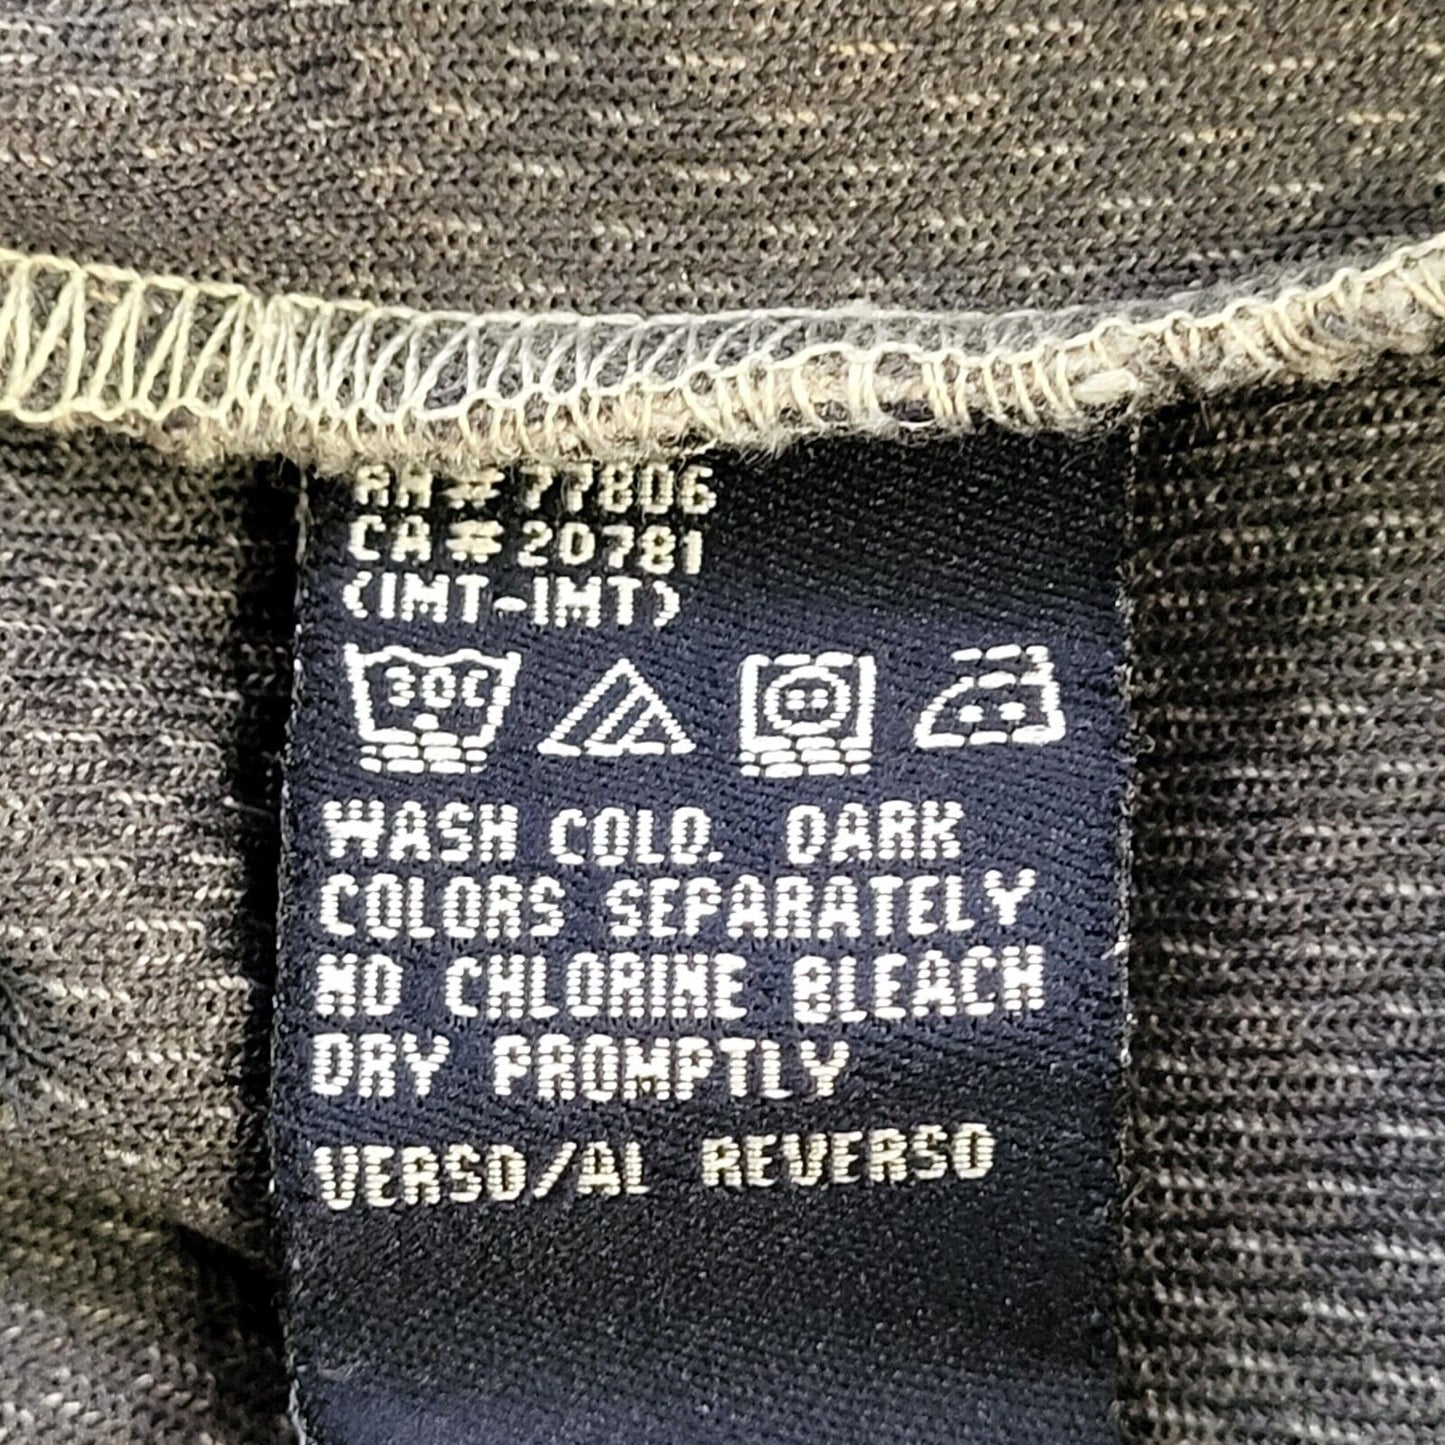 RN#77806
CA#20781
(IMT-IMT)
30C
WASH COLD. DARK
COLORS SEPARATELY
NO CHLORINE BLEACH
DRY PROMPTLY
VERSO/AL REVERSO